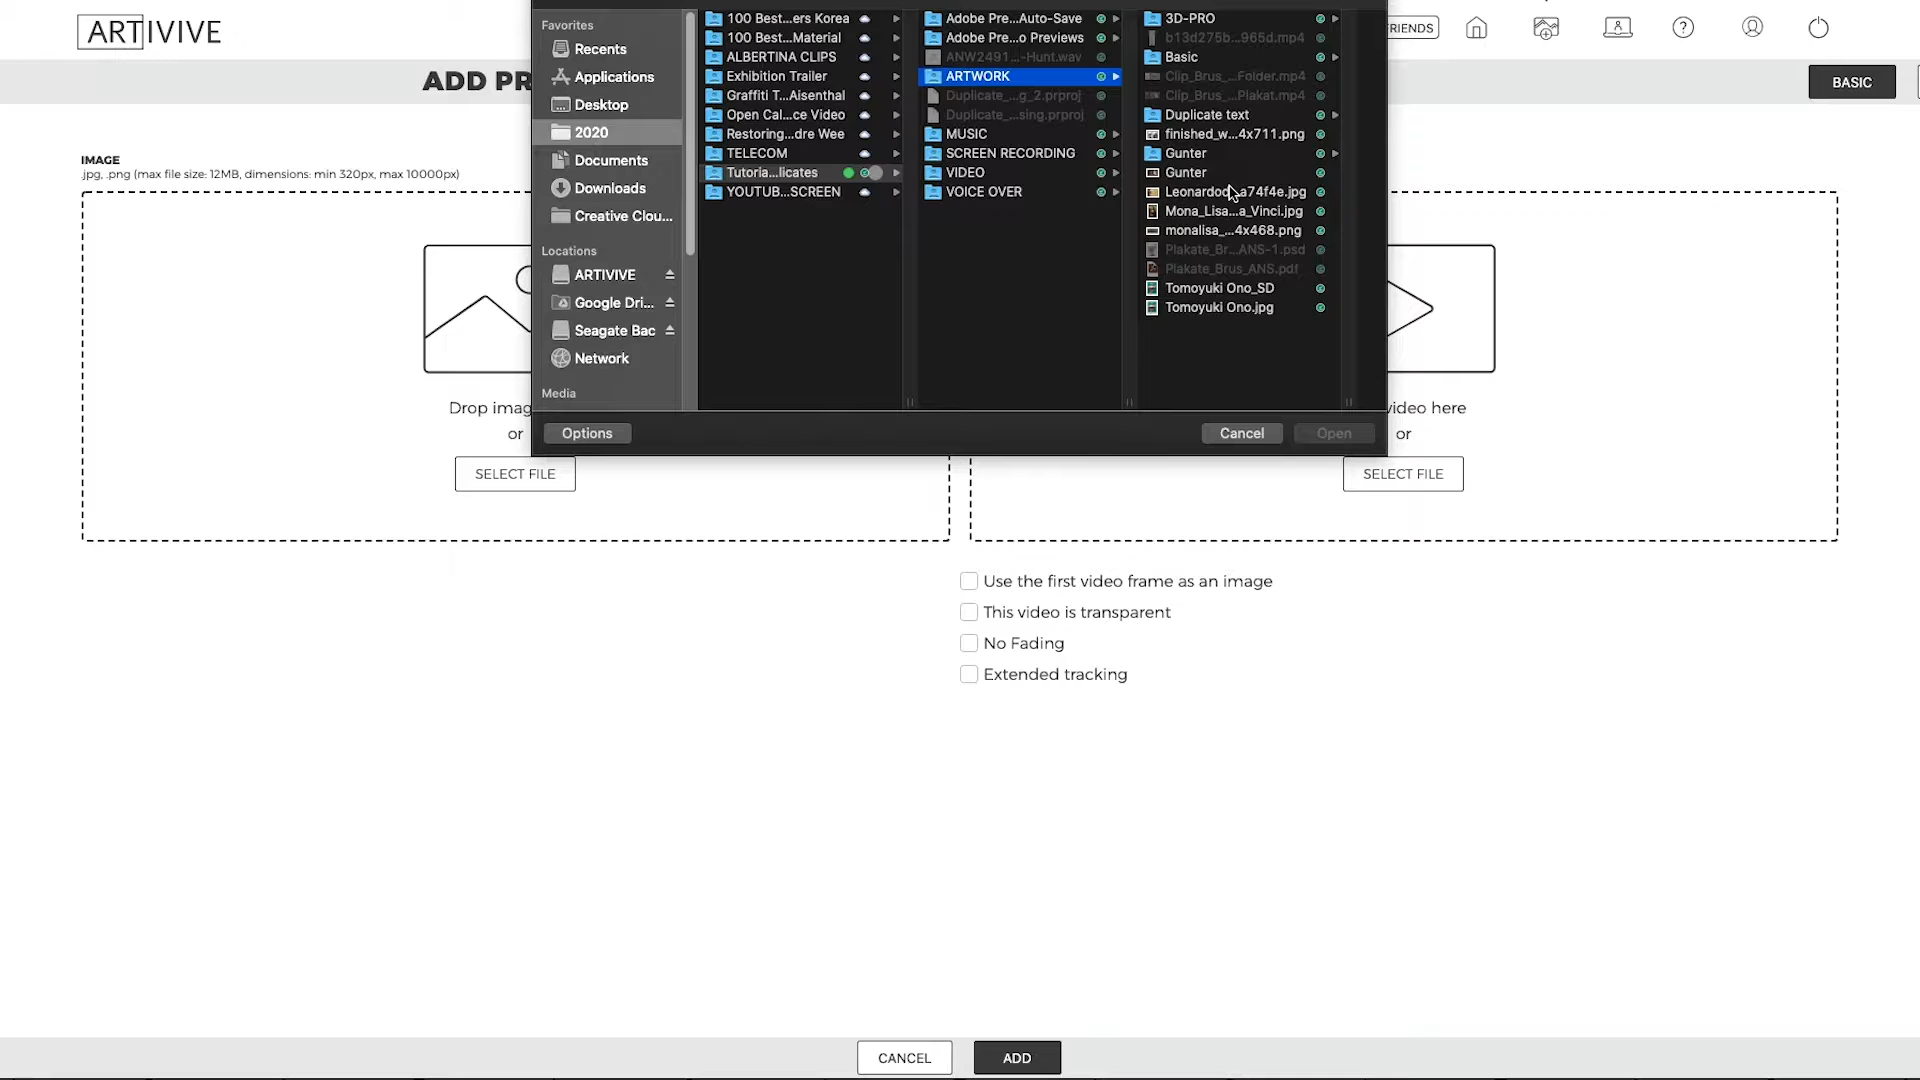 ARTIVIVE
RIENDS
ADD PR
BASIC
IMAGE
.jpg, .png (max file size: 12MB, dimensions: min 320px, max 10000px)
Drop imag
or
SELECT FILE
video here
or
SELECT FILE
Favorites
Recents
Applications
Desktop
2020
Documents
Downloads
Creative Clou...
Locations
ARTIVIVE
Google Dri...
Seagate Bac
Network
Media
100 Best...ers Korea
100 Best...Material
ALBERTINA CLIPS
Exhibition Trailer
Graffiti T...Aisenthal
Open Cal...ce Video
Restoring...dre Wee
TELECOM
Tutoria...licates
YOUTUB...SCREEN
Adobe Pre...Auto-Save
Adobe Pre...o Previews
ANW2491...-Hunt.wav
ARTWORK
Duplicate_...g_2.prproj
Duplicate_...sing.prproj
MUSIC
SCREEN RECORDING
VIDEO
VOICE OVER
3D-PRO
b13d275b...965d.mp4
Basic
Clip_Brus_...Folder.mp4
Clip_Brus_...Plakat.mp4
Duplicate text
finished_w...4x711.png
Gunter
Gunter
Leonardod...a74f4e.jpg
Mona_Lisa...a_Vinci.jpg
monalisa_...4x468.png
Plakate_Br...ANS-1.psd
Plakate_Brus_ANS.pdf
Tomoyuki Ono_SD
Tomoyuki Ono.jpg
Options
Cancel
Open
Use the first video frame as an image
This video is transparent
No Fading
Extended tracking
CANCEL
ADD